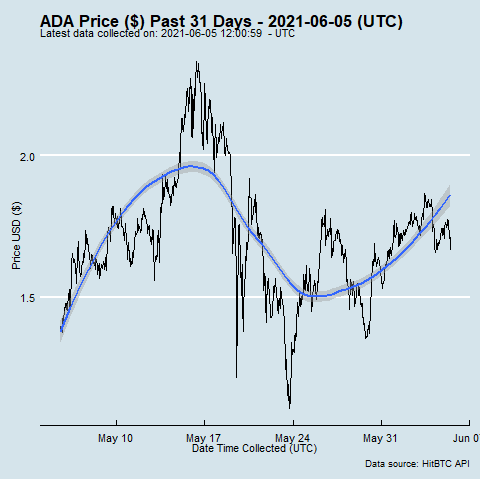 ADA Price ($) Past 31 Days - 2021-06-05 (UTC)
Latest data collected on: 2021-06-05 12:00:59 - UTC
2.0
Price USD ($)
1.5
May 10 May 17 May 24 May 31 Jun 07
Date Time Collected (UTC)
Data source: HitBTC API